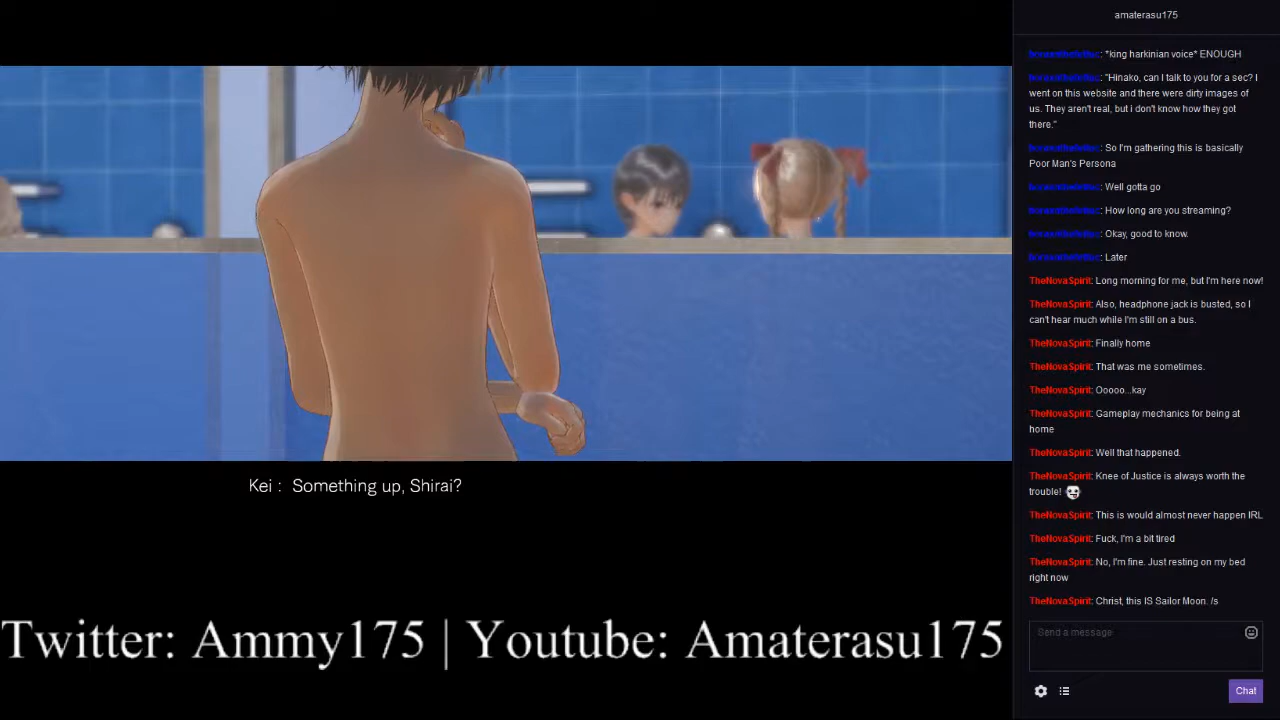 amaterasu175
: *king harkinian voice* ENOUGH
: "Hinako, can I talk to you for a sec? I
went on this website and there were dirty images of
us. They aren't real, but i don't know how they got
there."
: So I'm gathering this is basically
Poor Man's Persona
: Well gotta go
: How long are you streaming?
: Okay, good to know.
: Later
TheNovaSpirit: Long morning for me, but I'm here now!
TheNovaSpirit: Also, headphone jack is busted, so I
can't hear much while I'm still on a bus.
TheNovaSpirit: Finally home
TheNovaSpirit: That was me sometimes.
TheNovaSpirit: Ooooo...kay
TheNovaSpirit: Gameplay mechanics for being at
home
TheNovaSpirit: Well that happened.
TheNovaSpirit: Knee of Justice is always worth the
trouble!
TheNovaSpirit: This is would almost never happen IRL
TheNovaSpirit: Fuck, I'm a bit tired
TheNovaSpirit: No, I'm fine. Just resting on my bed
right now
TheNovaSpirit: Christ, this IS Sailor Moon. /s
Send a message
Chat
Kei : Something up, Shirai?
Twitter: Ammy175 | Youtube: Amaterasu175